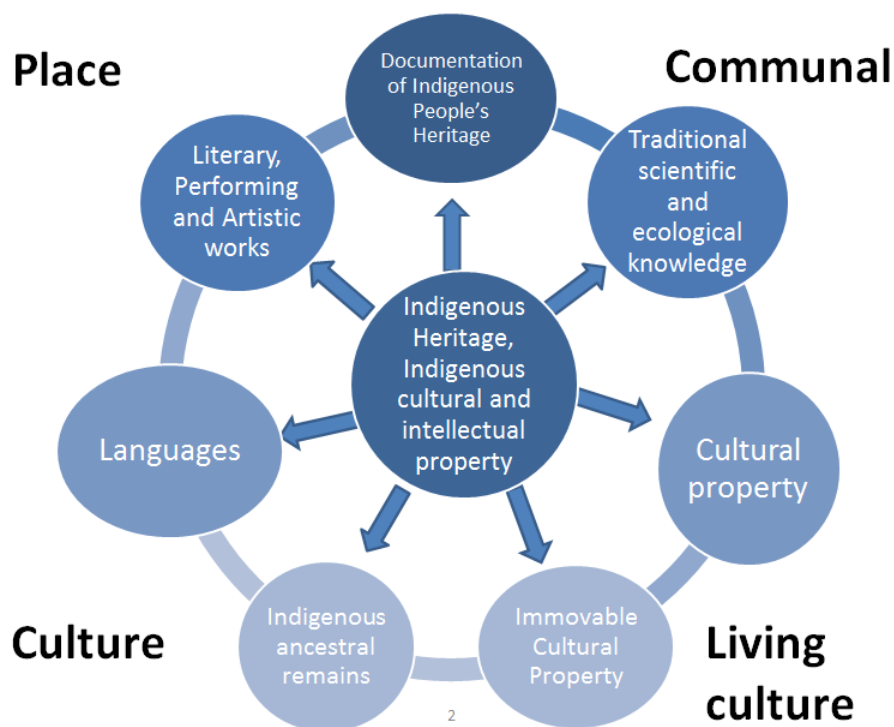 Place
Communal
Documentation
of Indigenous
People's
Heritage
Literary,
Performing
and Artistic
works
Traditional
scientific
and
ecological
knowledge
Indigenous
Heritage,
Indigenous
cultural and
intellectual
property
Languages
Cultural
property
Indigenous
ancestral
remains
Immovable
Cultural
Property
Culture
Living
culture
2